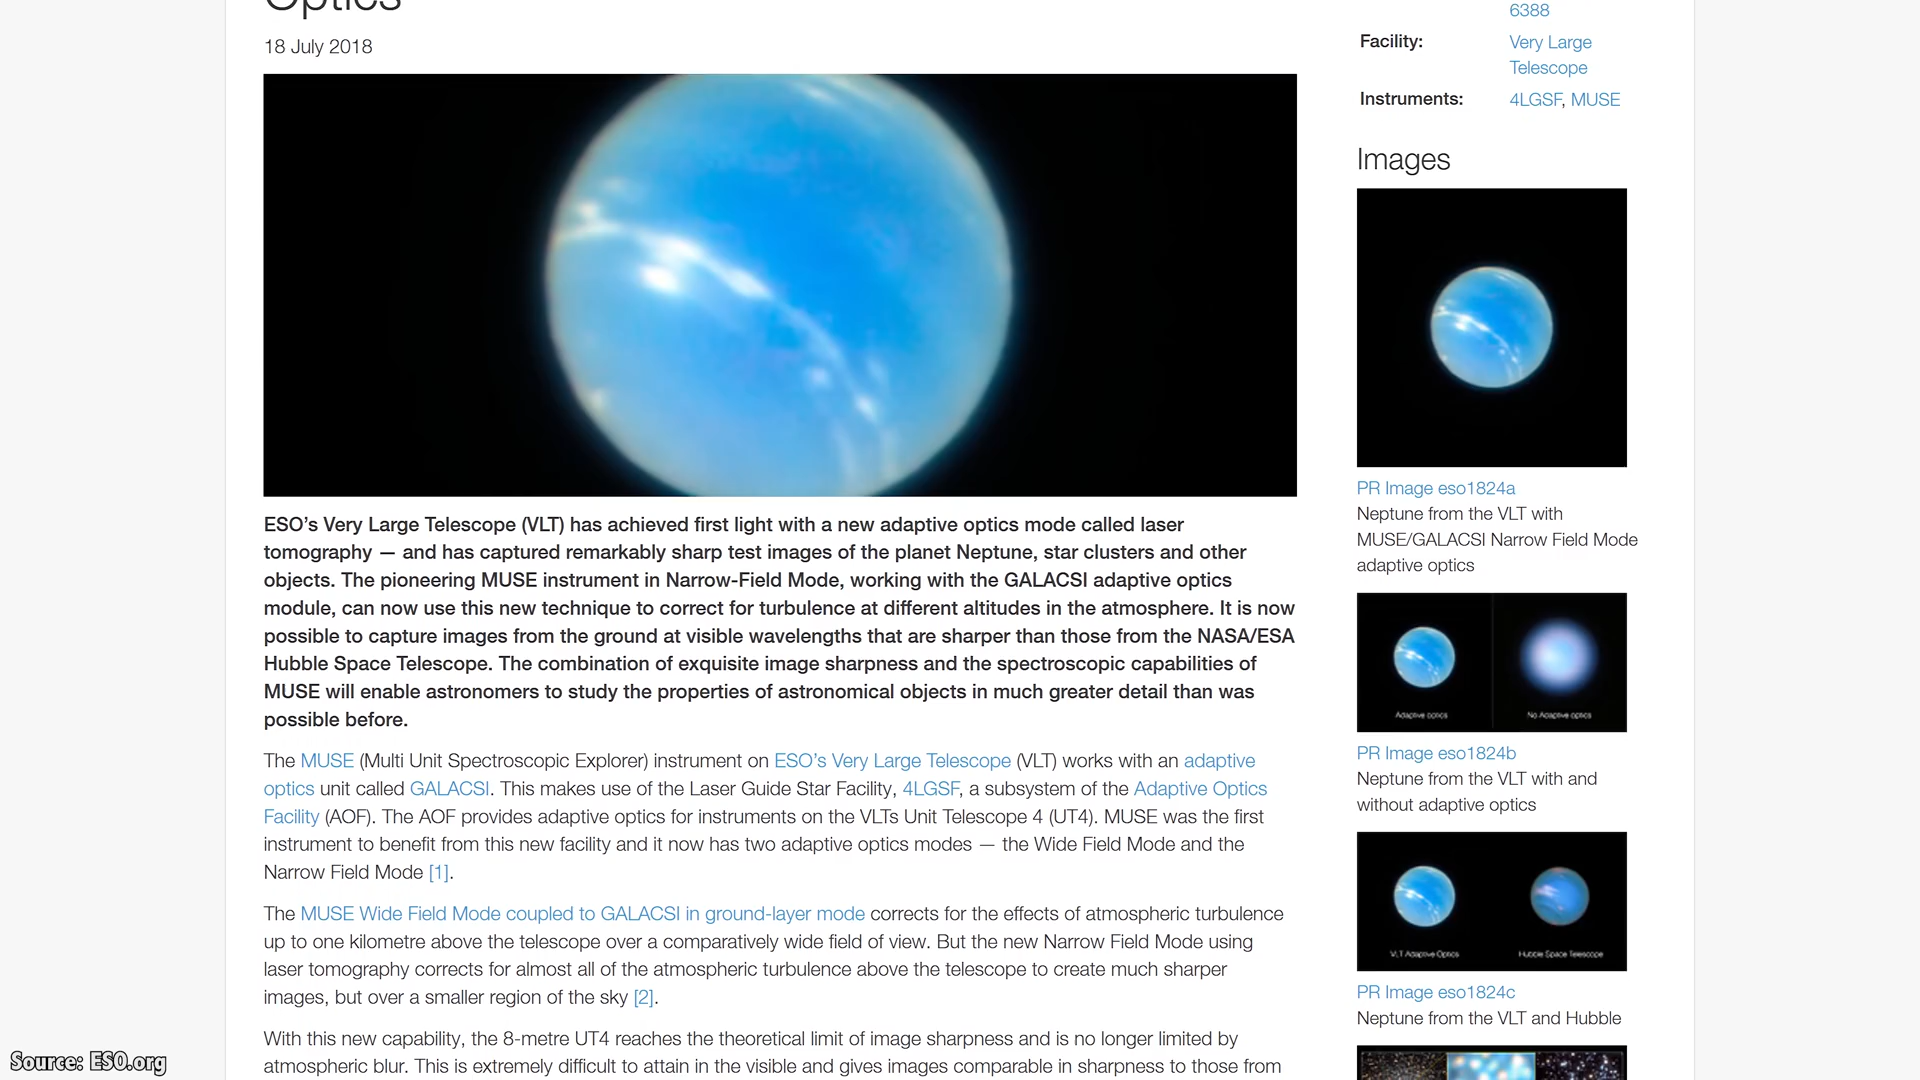 Optics
18 July 2018
ESO's Very Large Telescope (VLT) has achieved first light with a new adaptive optics mode called laser
tomography — and has captured remarkably sharp test images of the planet Neptune, star clusters and other
objects. The pioneering MUSE instrument in Narrow-Field Mode, working with the GALACSI adaptive optics
module, can now use this new technique to correct for turbulence at different altitudes in the atmosphere. It is now
possible to capture images from the ground at visible wavelengths that are sharper than those from the NASA/ESA
Hubble Space Telescope. The combination of exquisite image sharpness and the spectroscopic capabilities of
MUSE will enable astronomers to study the properties of astronomical objects in much greater detail than was
possible before.
The MUSE (Multi Unit Spectroscopic Explorer) instrument on ESO's Very Large Telescope (VLT) works with an adaptive
optics unit called GALACSI. This makes use of the Laser Guide Star Facility, 4LGSF, a subsystem of the Adaptive Optics
Facility (AOF). The AOF provides adaptive optics for instruments on the VLTs Unit Telescope 4 (UT4). MUSE was the first
instrument to benefit from this new facility and it now has two adaptive optics modes — the Wide Field Mode and the
Narrow Field Mode [1].
The MUSE Wide Field Mode coupled to GALACSI in ground-layer mode corrects for the effects of atmospheric turbulence
up to one kilometre above the telescope over a comparatively wide field of view. But the new Narrow Field Mode using
laser tomography corrects for almost all of the atmospheric turbulence above the telescope to create much sharper
images, but over a smaller region of the sky [2].
With this new capability, the 8-metre UT4 reaches the theoretical limit of image sharpness and is no longer limited by
atmospheric blur. This is extremely difficult to attain in the visible and gives images comparable in sharpness to those from
6388
Facility: Very Large
Telescope
Instruments: 4LGSF, MUSE
Images
PR Image eso1824a
Neptune from the VLT with
MUSE/GALACSI Narrow Field Mode
adaptive optics
Adaptive optics No Adaptive optics
PR Image eso1824b
Neptune from the VLT with and
without adaptive optics
VLT Adaptive Optics Hubble Space Telescope
PR Image eso1824c
Neptune from the VLT and Hubble
Source: ESO.org